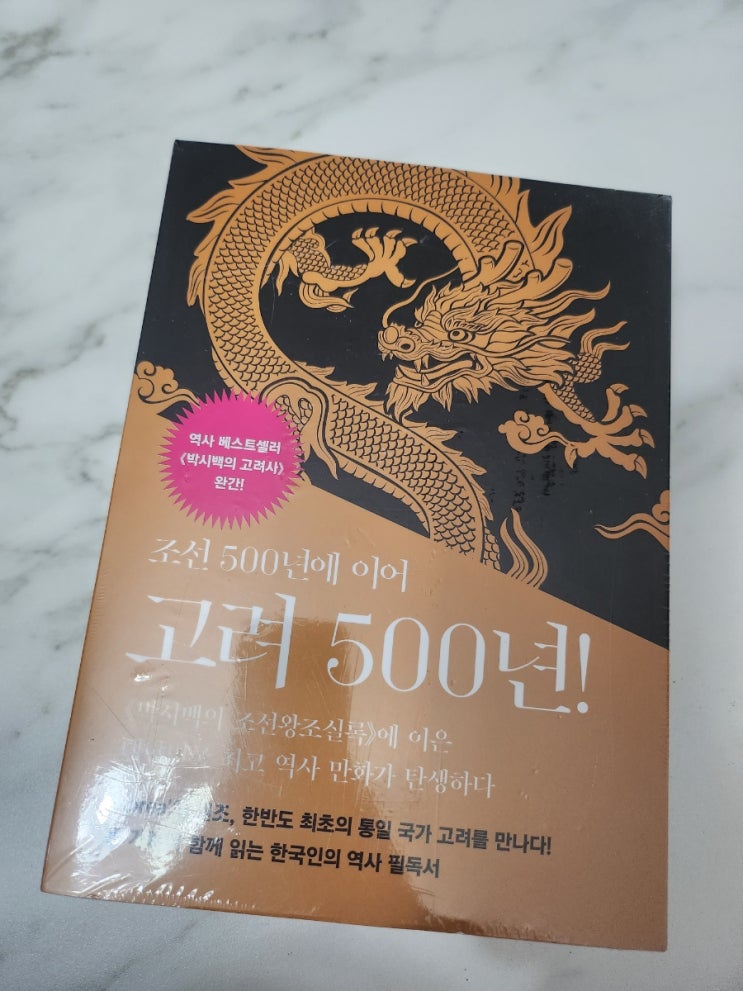 역사 베스트셀러
《박시백의 고려사》
완간!
조선 500년에 이어
고려 500년!
《박시백의 조선왕조실록》에 이은
최고 역사 만화가 탄생하다
한반도 최초의 통일 국가 고려를 만나다!
함께 읽는 한국인의 역사 필독서